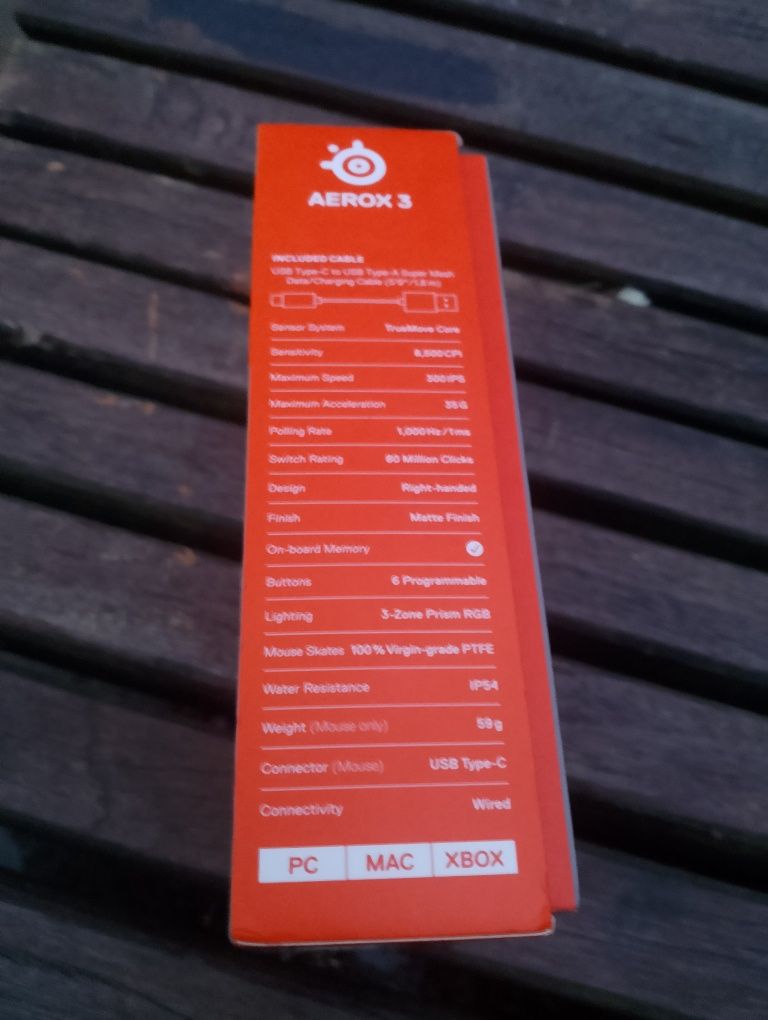 AEROX 3
INCLUDED CABLE
USB Type-C to USB Type-A Super Mesh
Data/Charging Cable (5'9"/1.8 m)
Sensor System TrueMove Core
Sensitivity 8,500 CPI
Maximum Speed 300 IPS
Maximum Acceleration 35 G
Polling Rate 1,000 Hz / 1 ms
Switch Rating 60 Million Clicks
Design Right-handed
Finish Matte Finish
On-board Memory
Buttons 6 Programmable
Lighting 3-Zone Prism RGB
Mouse Skates 100% Virgin-grade PTFE
Water Resistance IP54
Weight (Mouse only) 59 g
Connector (Mouse) USB Type-C
Connectivity Wired
PC MAC XBOX